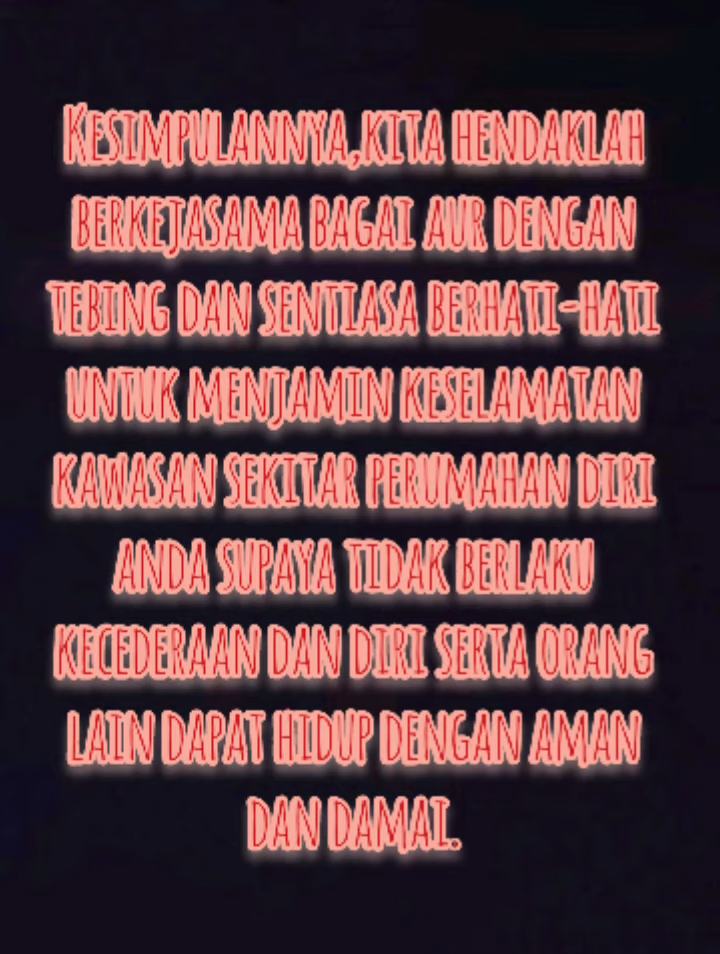 Kesimpulannya,kita hendaklah
berkejasama bagai aur dengan
tebing dan sentiasa berhati-hati
untuk menjamin keselamatan
kawasan sekitar perumahan diri
anda supaya tidak berlaku
kecederaan dan diri serta orang
lain dapat hidup dengan aman
dan damai.